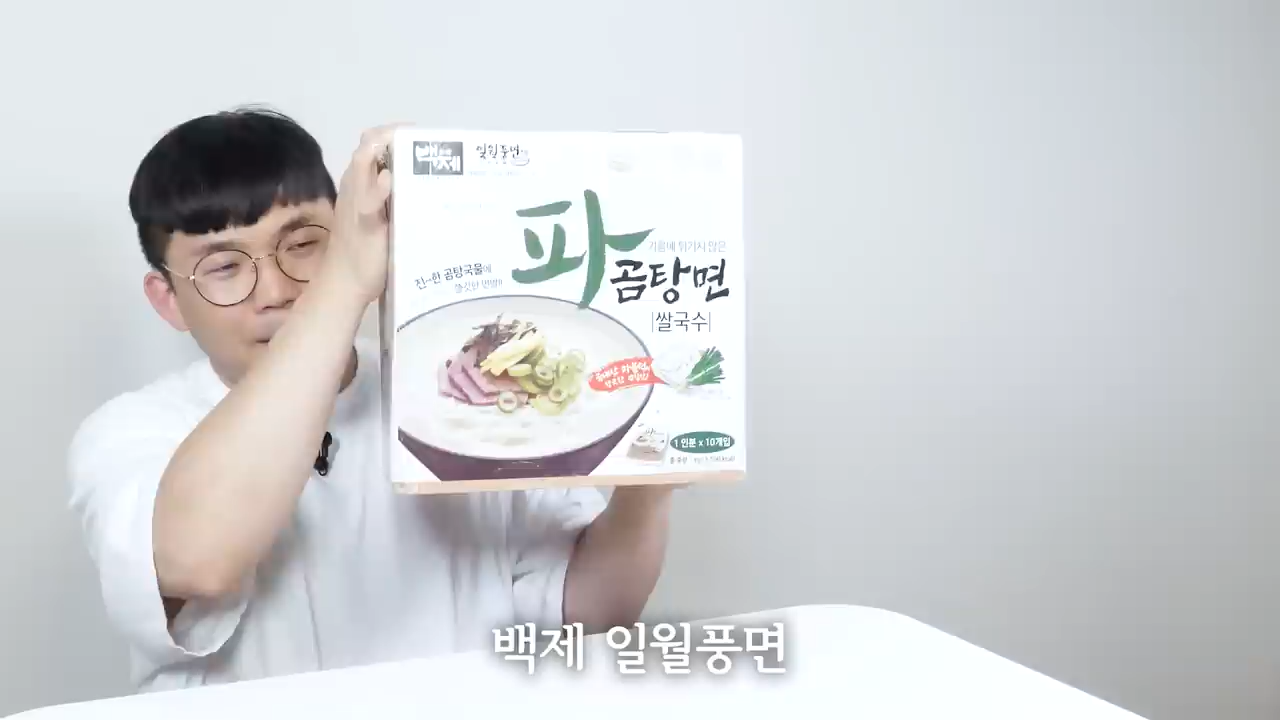 백제
일월풍면
파
기름에 튀기지 않은
곰탕면
쌀국수
진~한 곰탕국물에
1 인분 x 10개입
백제 일월풍면